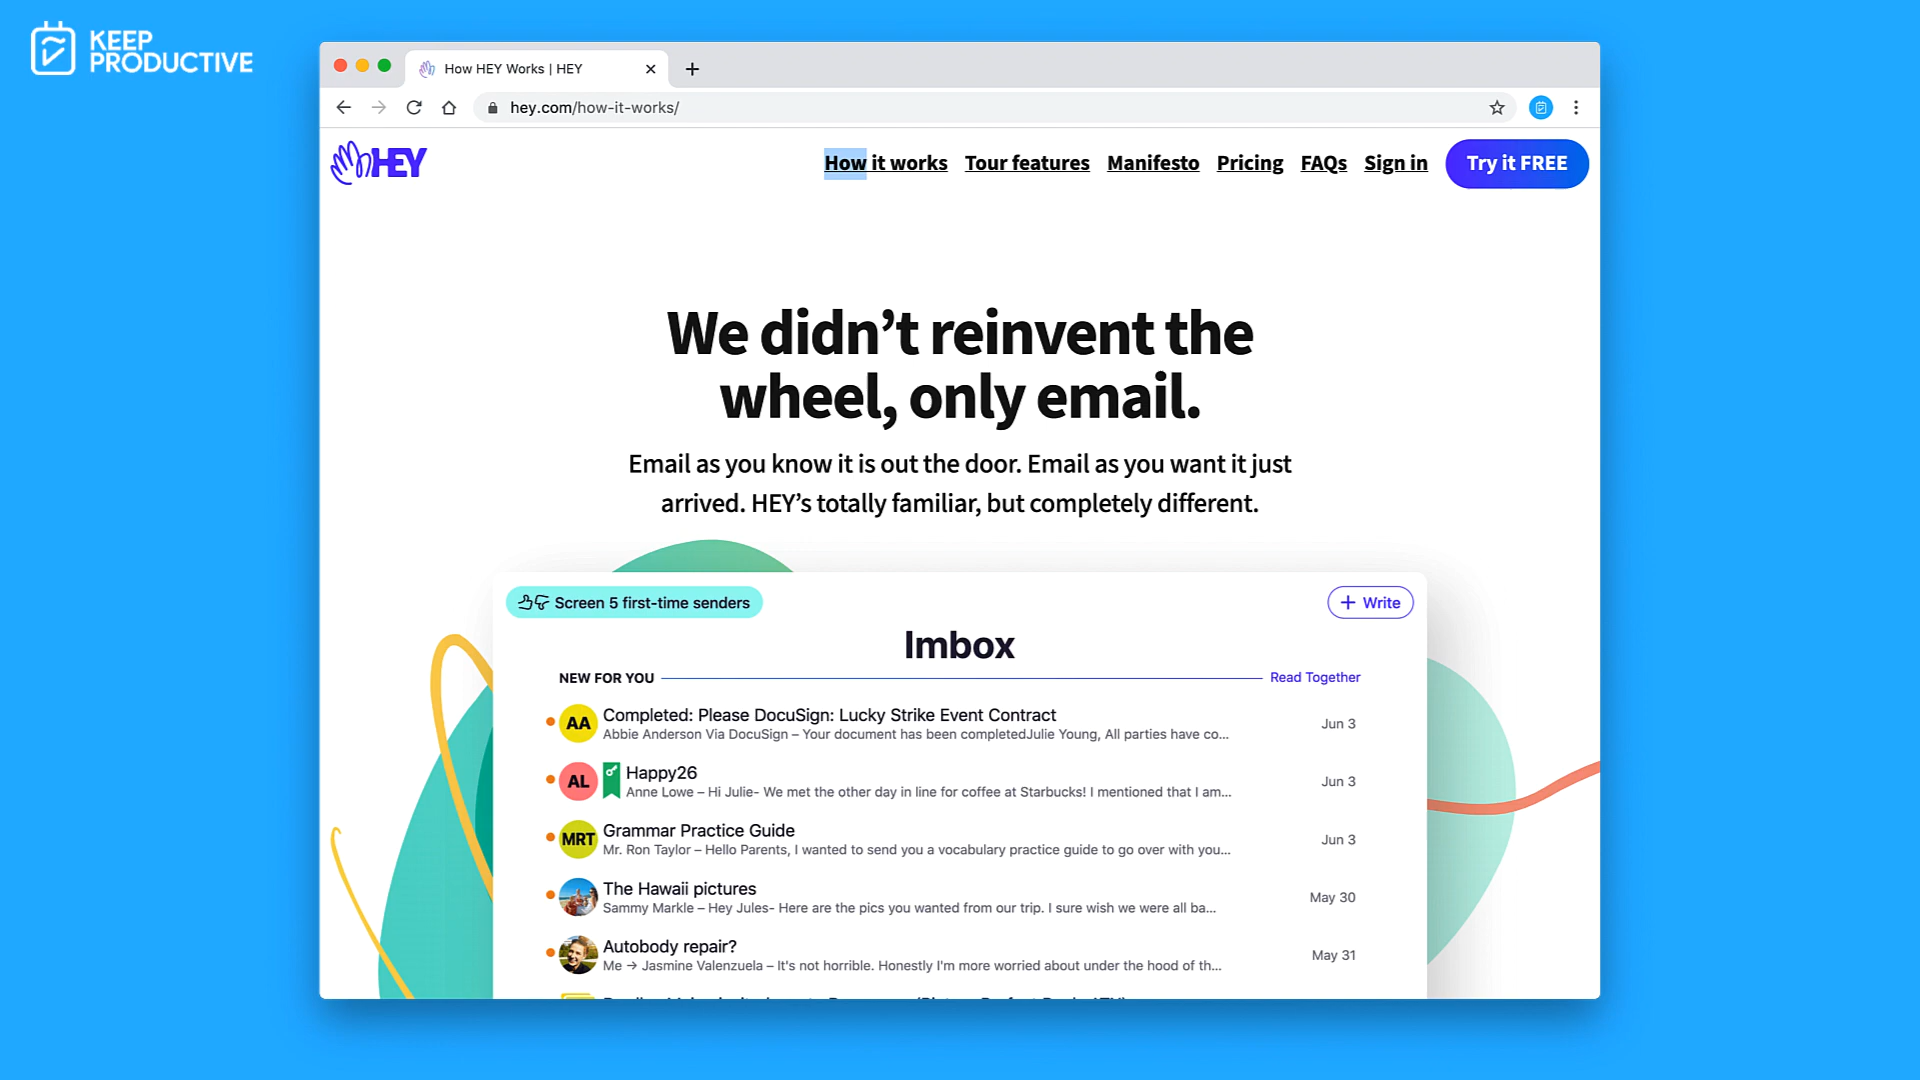 KEEP
PRODUCTIVE
How HEY Works | HEY
hey.com/how-it-works/
HEY
How it works Tour features Manifesto Pricing FAQs Sign in Try it FREE
We didn’t reinvent the
wheel, only email.
Email as you know it is out the door. Email as you want it just
arrived. HEY’s totally familiar, but completely different.
Screen 5 first-time senders
Write
Imbox
NEW FOR YOU Read Together
AA Completed: Please DocuSign: Lucky Strike Event Contract
Abbie Anderson Via DocuSign – Your document has been completedJulie Young, All parties have co...
Jun 3
AL Happy26
Anne Lowe – Hi Julie- We met the other day in line for coffee at Starbucks! I mentioned that I am...
Jun 3
MRT Grammar Practice Guide
Mr. Ron Taylor – Hello Parents, I wanted to send you a vocabulary practice guide to go over with you...
Jun 3
The Hawaii pictures
Sammy Markle – Hey Jules- Here are the pics you wanted from our trip. I sure wish we were all ba...
May 30
Autobody repair?
Me → Jasmine Valenzuela – It's not horrible. Honestly I'm more worried about under the hood of th...
May 31